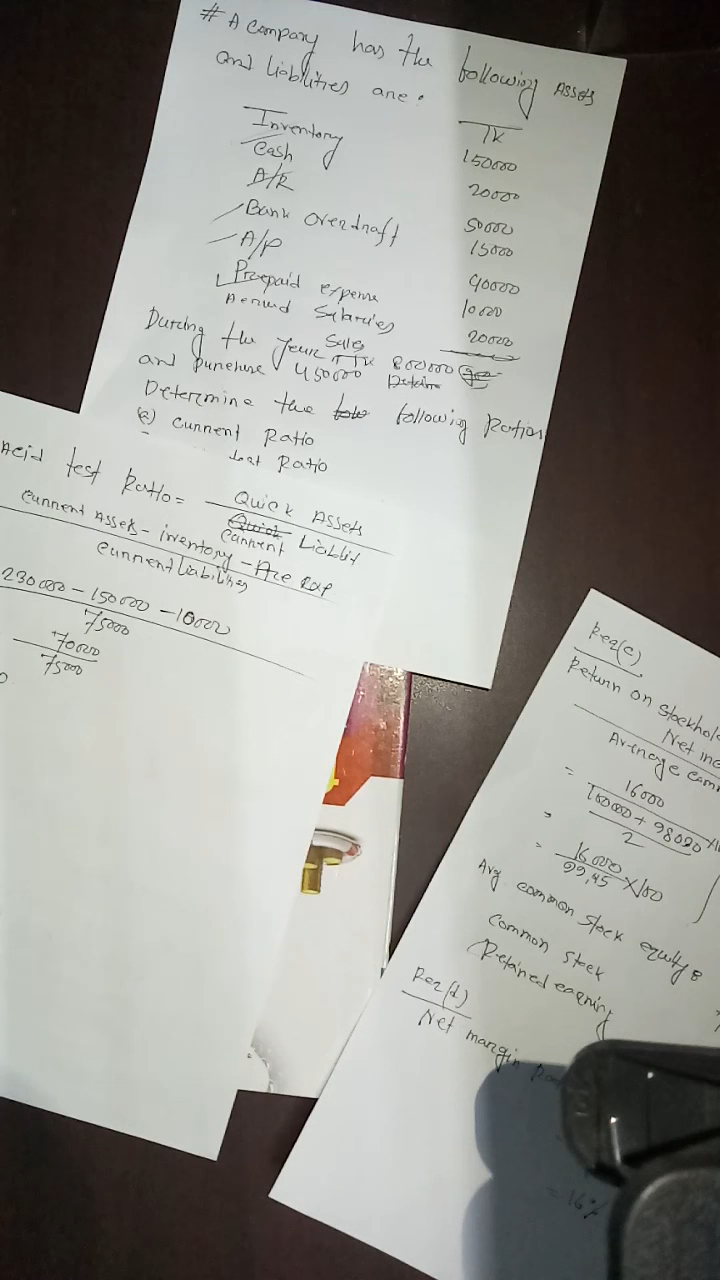 # A company has the following Assets
and liabilities are:
TK
Inventory 150000
Cash 20000
A/R 50000
Bank overdraft 15000
A/P 40000
Prepaid expense 10000
Accrued Salaries 20000
During the year Sales TK 800000
and purchase 450000
Determine the following Ratios
(a) current Ratio
test Ratio
Acid test Ratio = Quick Assets
current Liablit
current Assets - inventory - Pre exp
current liabilities
230000 - 150000 - 10000
75000
70000
75000
Req(c)
Return on Stockhol
Net in
Average com
= 16000
100000 + 98020
2
= 16000 × 100
99,45
Avg common stock equity
common stock
Retained earning
Req(d)
Net margin
= 16%